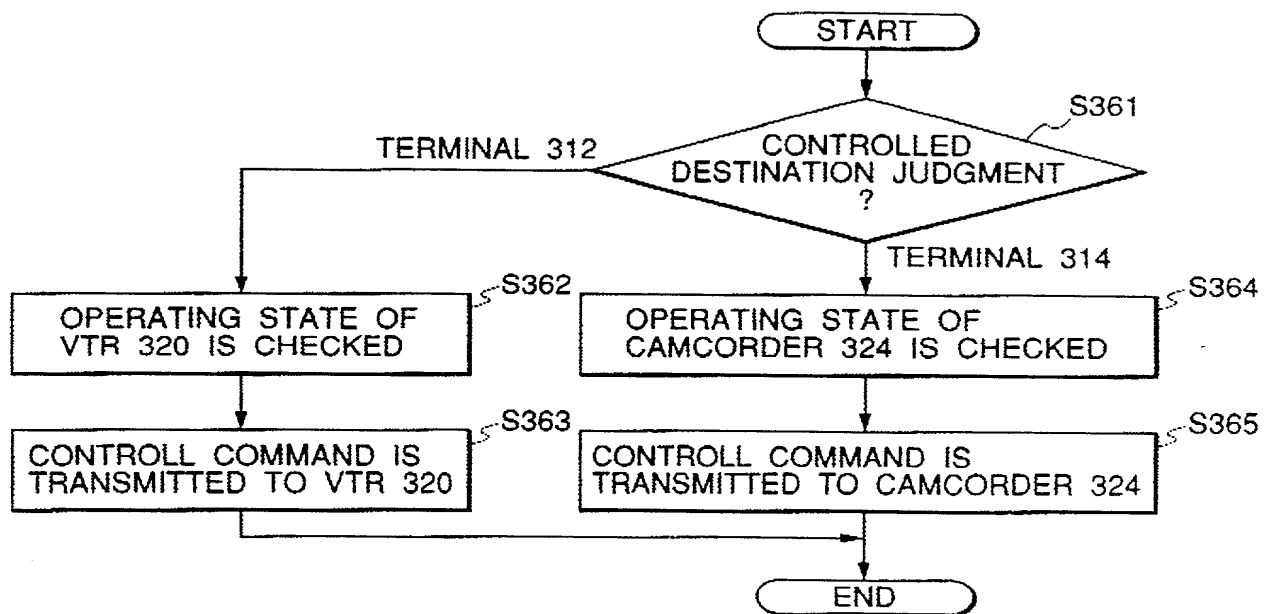 START
S361
CONTROLLED
DESTINATION JUDGMENT
?
TERMINAL 312
TERMINAL 314
S362
OPERATING STATE OF
VTR 320 IS CHECKED
S364
OPERATING STATE OF
CAMCORDER 324 IS CHECKED
S363
CONTROLL COMMAND IS
TRANSMITTED TO VTR 320
S365
CONTROLL COMMAND IS
TRANSMITTED TO CAMCORDER 324
END